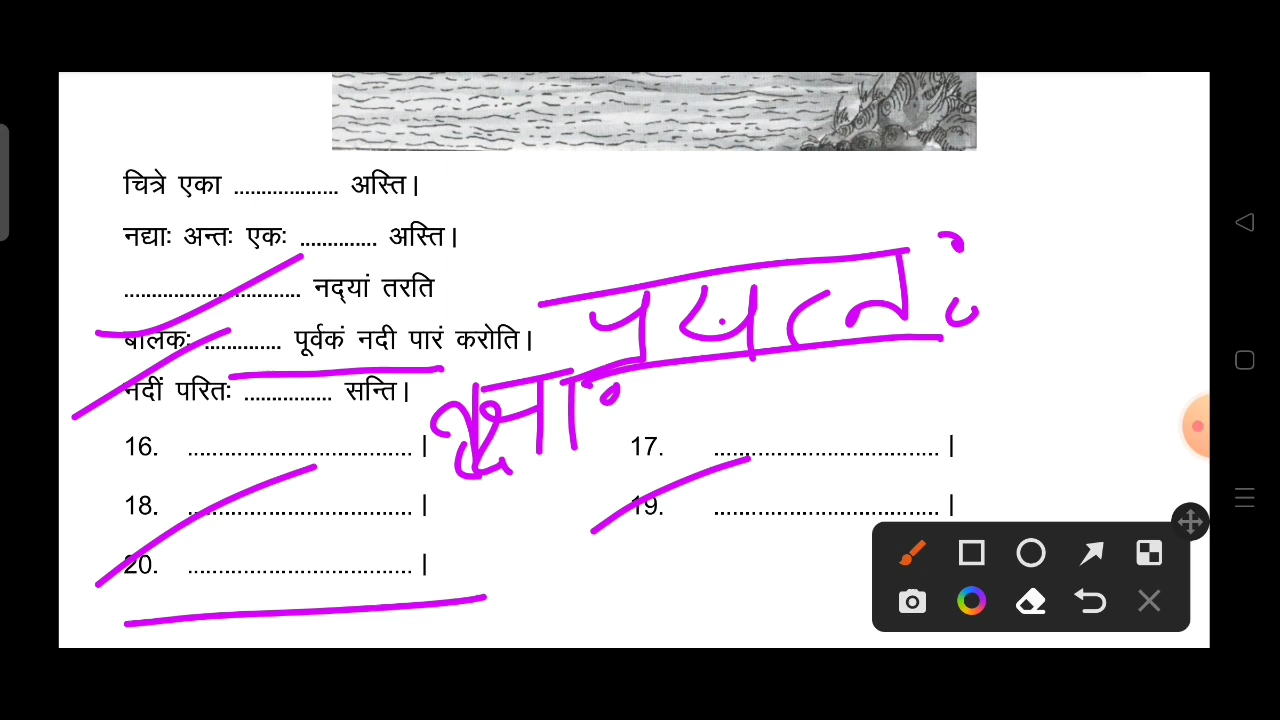 चित्रे एका ................... अस्ति।
नद्याः अन्तः एकः .............. अस्ति।
................................ नद्‌यां तरति
बालकः .............. पूर्वकं नदी पारं करोति।
नदीं परितः ................ सन्ति।
प्रयत्नः
वृक्षाः
16. .................................... । 17. .................................... ।
18. .................................... । 19. .................................... ।
20. .................................... ।